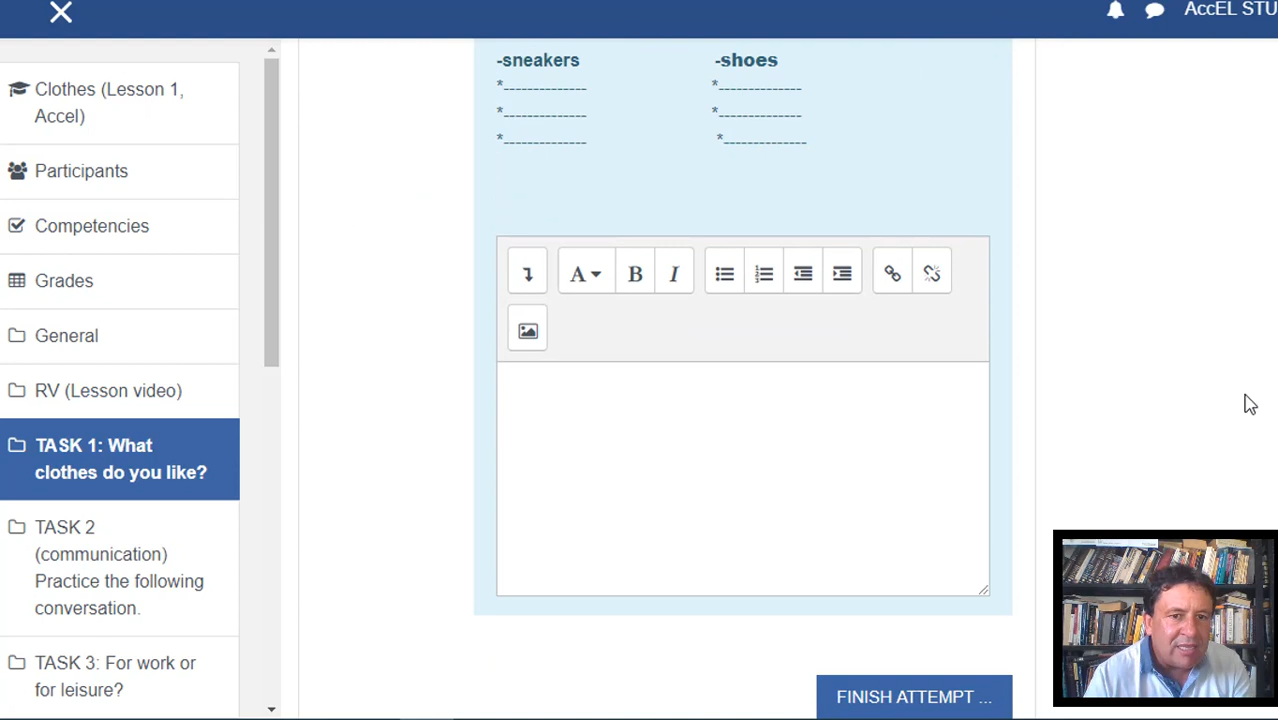 AccEL STU
Clothes (Lesson 1,
Accel)
Participants
Competencies
Grades
General
RV (Lesson video)
TASK 1: What
clothes do you like?
TASK 2
(communication)
Practice the following
conversation.
TASK 3: For work or
for leisure?
-sneakers -shoes
*-------------- *--------------
*-------------- *--------------
*-------------- *--------------
A B I
FINISH ATTEMPT ...